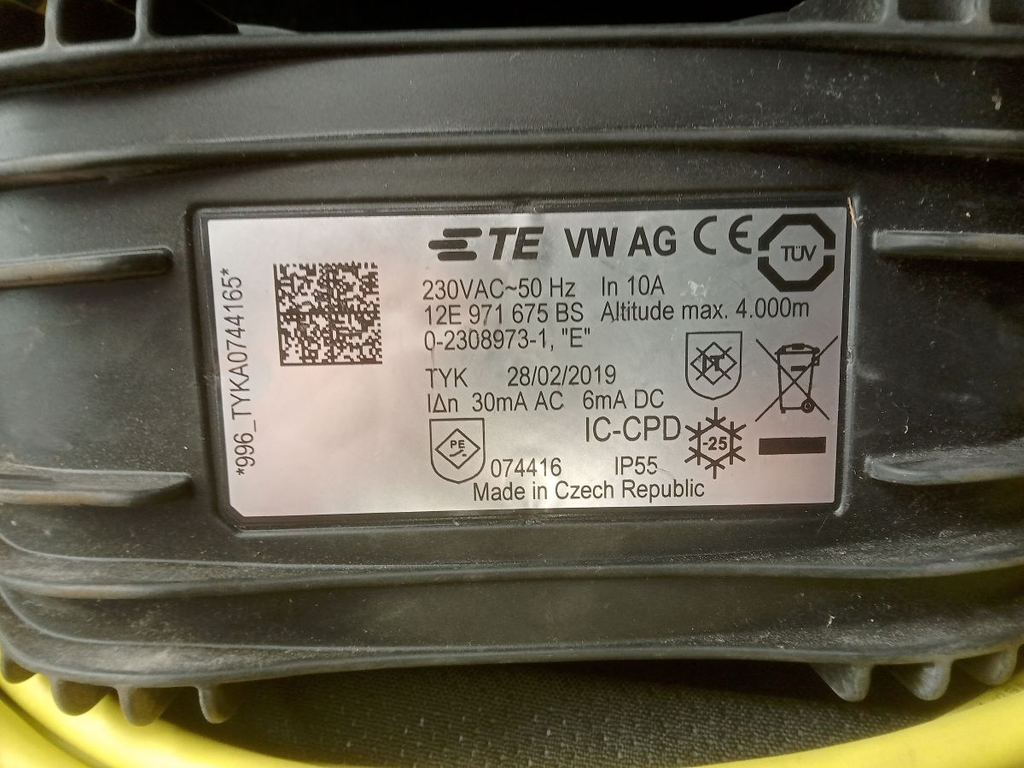 *996_TYKA0744165*
TE VW AG CE TÜV
230VAC~50 Hz In 10A
12E 971 675 BS Altitude max. 4.000m
0-2308973-1, "E"
TYK 28/02/2019
IΔn 30mA AC 6mA DC
IC-CPD -25
PE
074416 IP55
Made in Czech Republic